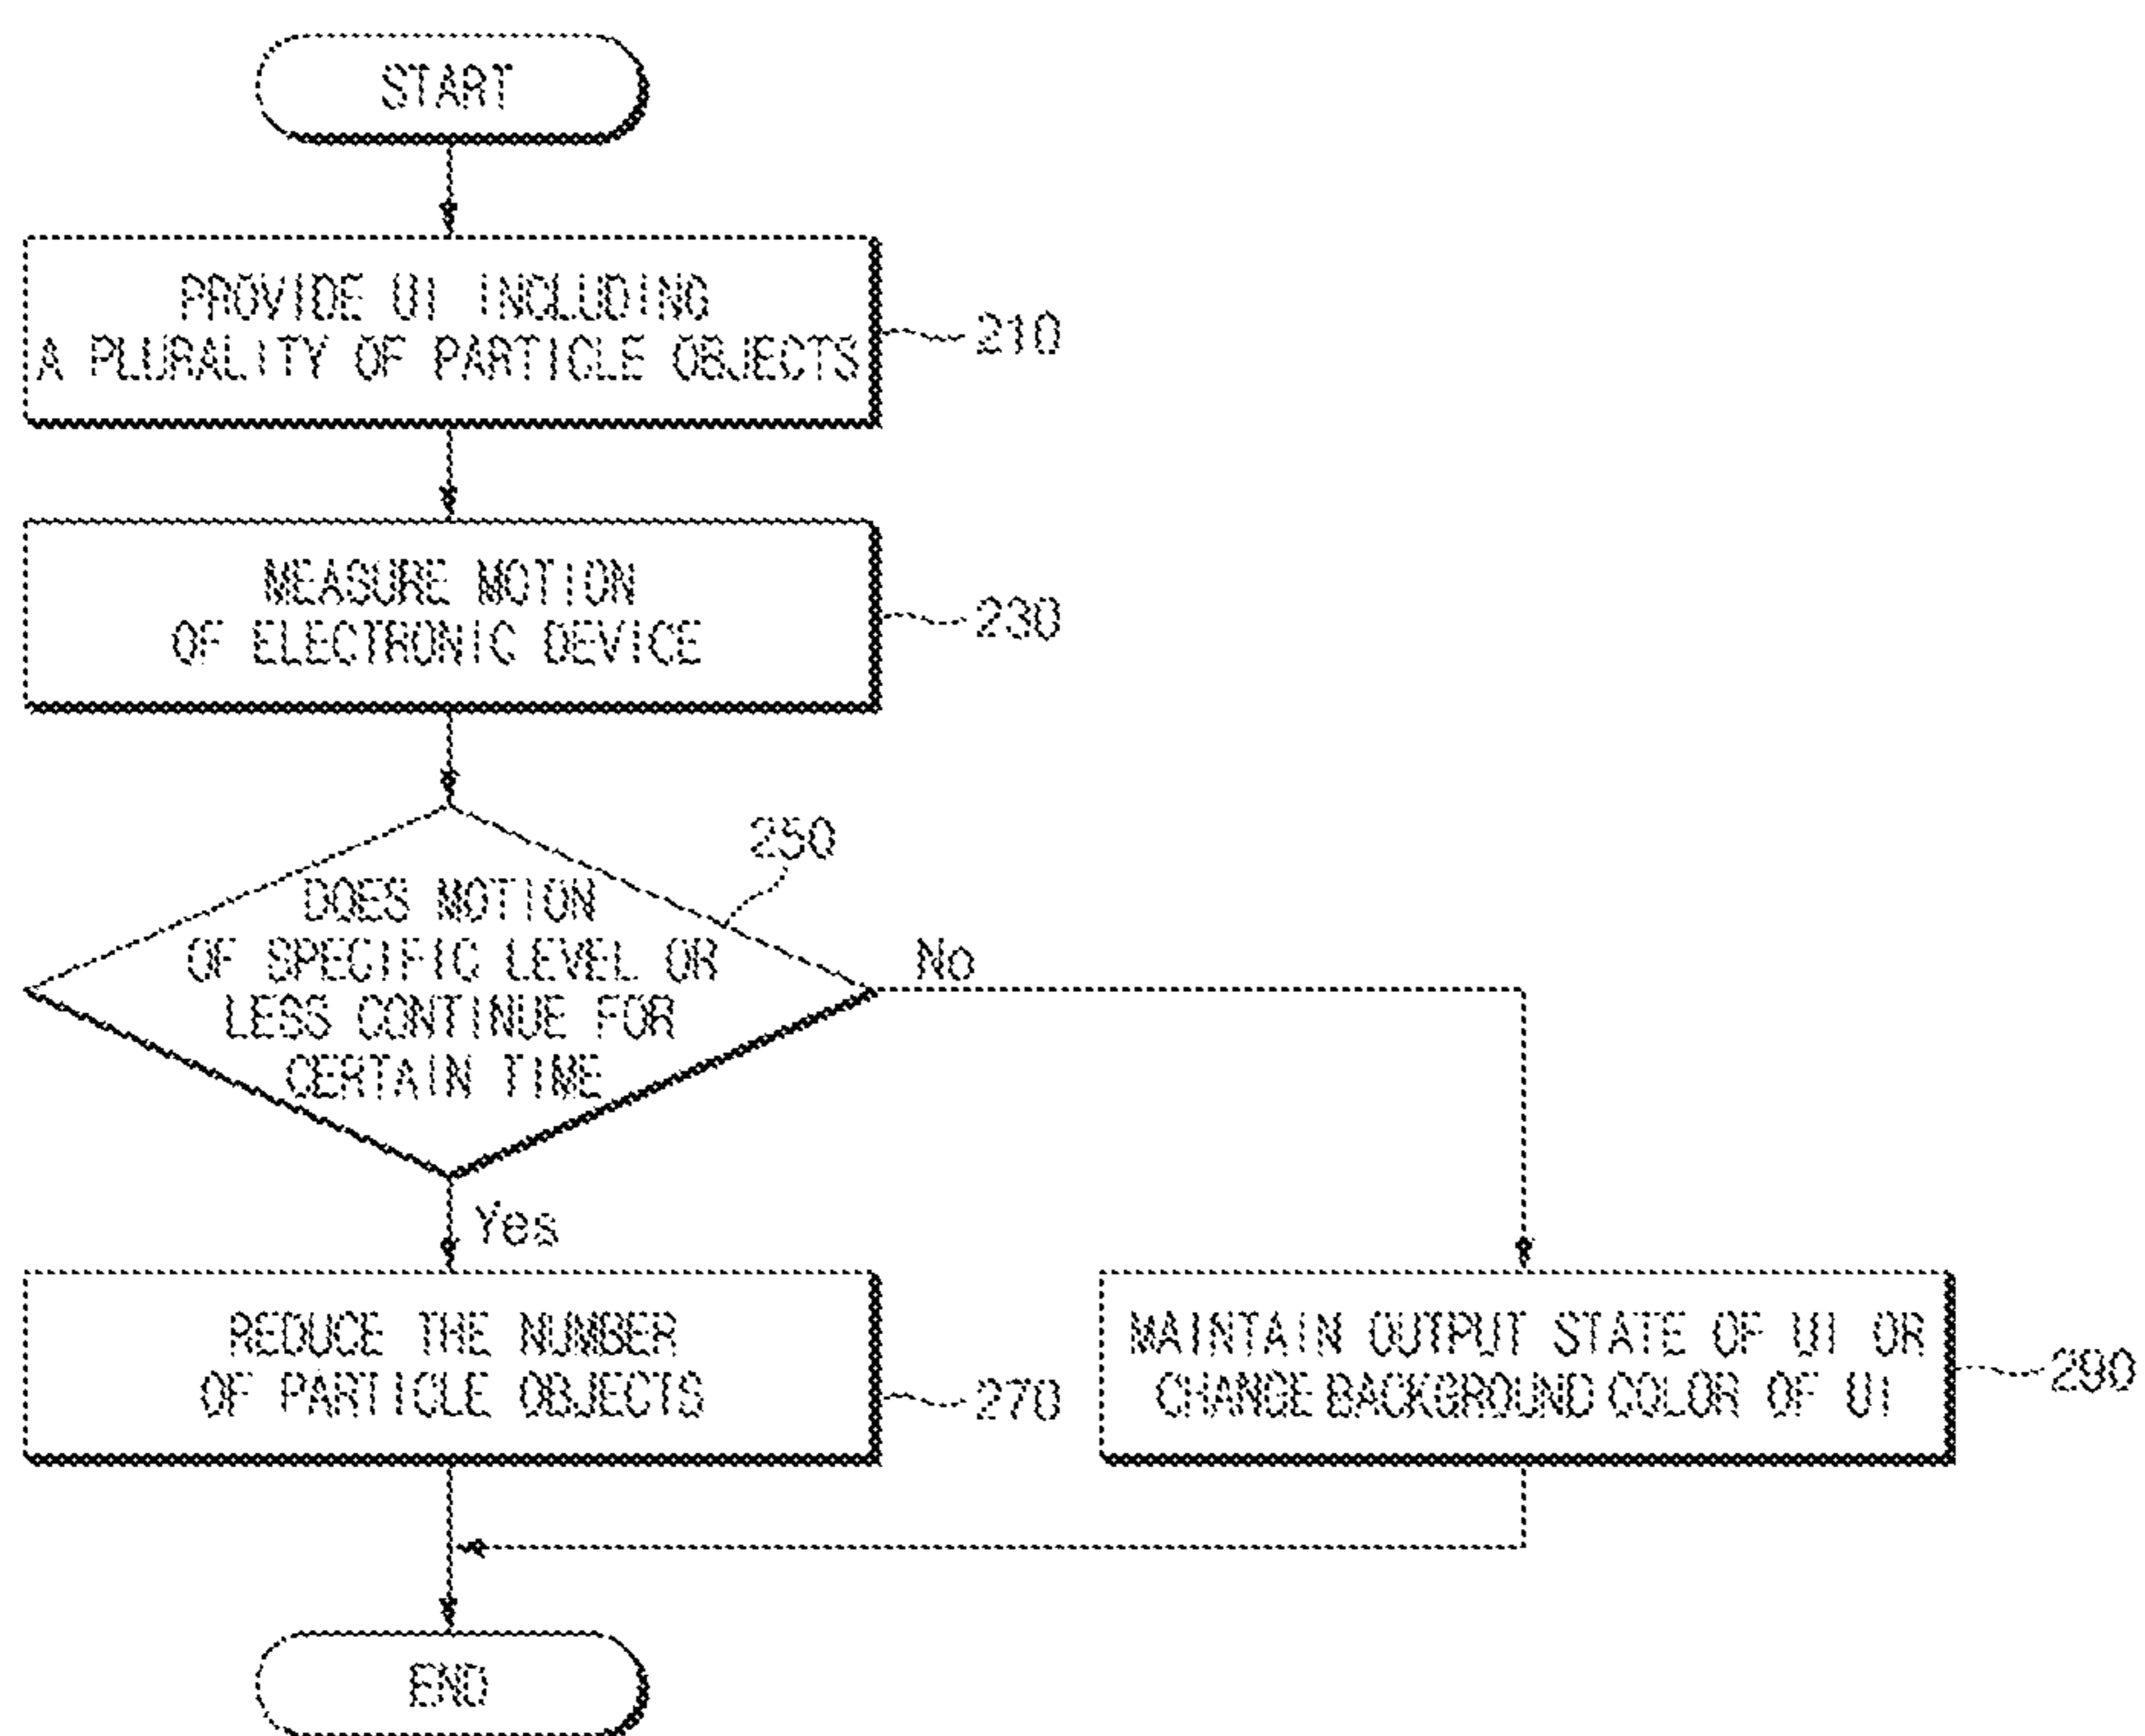 START
PROVIDE UI INCLUDING
A PLURALITY OF PARTICLE OBJECTS
210
MEASURE MOTION
OF ELECTRONIC DEVICE
230
250
DOES MOTION
OF SPECIFIC LEVEL OR
LESS CONTINUE FOR
CERTAIN TIME
No
Yes
REDUCE THE NUMBER
OF PARTICLE OBJECTS
270
MAINTAIN OUTPUT STATE OF UI OR
CHANGE BACKGROUND COLOR OF UI
290
END